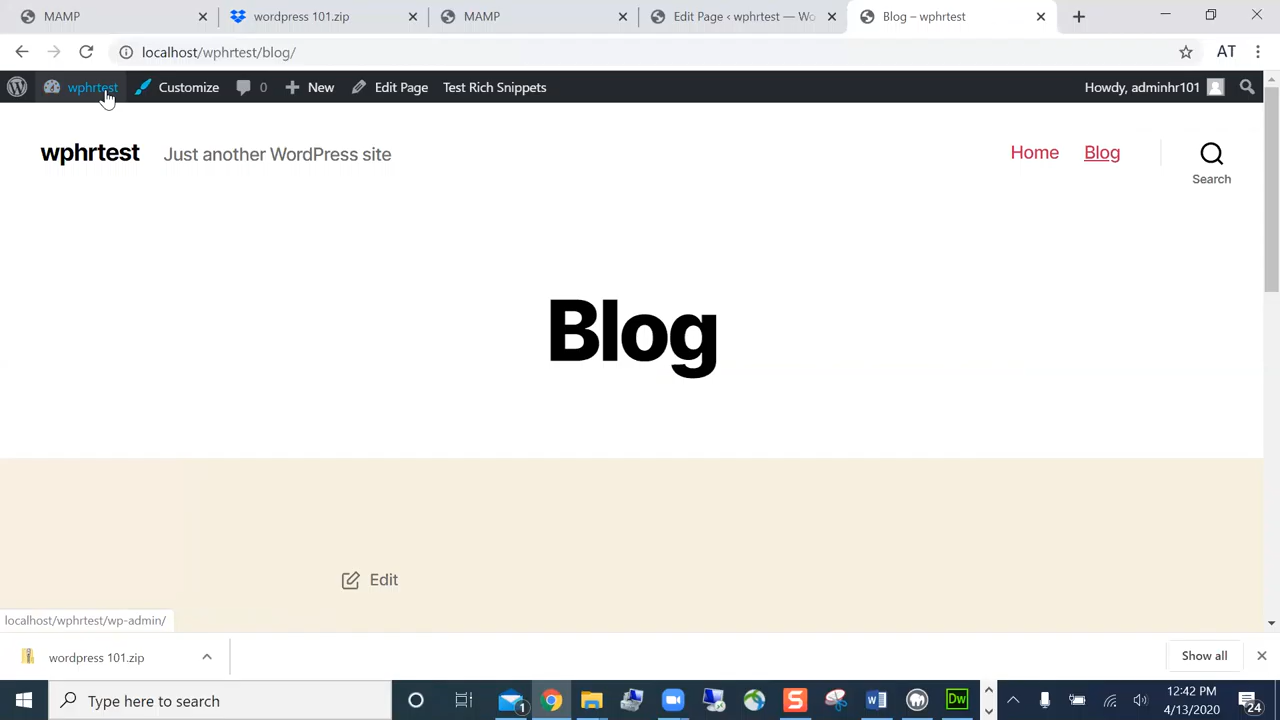 MAMP
wordpress 101.zip
MAMP
Edit Page ‹ wphrtest — Wo
Blog – wphrtest
localhost/wphrtest/blog/
AT
wphrtest
Customize
0
New
Edit Page
Test Rich Snippets
Howdy, adminhr101
wphrtest
Just another WordPress site
Home
Blog
Search
Blog
Edit
localhost/wphrtest/wp-admin/
wordpress 101.zip
Show all
Type here to search
1
S
W
Dw
12:42 PM
4/13/2020
24